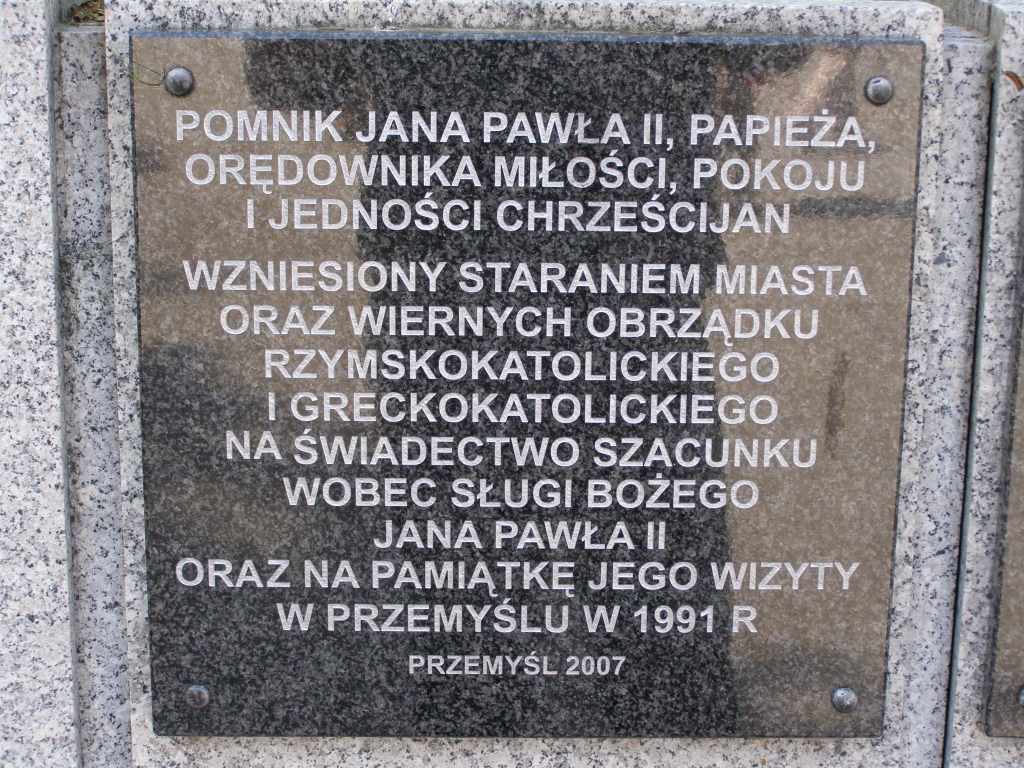 POMNIK JANA PAWŁA II, PAPIEŻA,
ORĘDOWNIKA MIŁOŚCI, POKOJU
I JEDNOŚCI CHRZEŚCIJAN
WZNIESIONY STARANIEM MIASTA
ORAZ WIERNYCH OBRZĄDKU
RZYMSKOKATOLICKIEGO
I GRECKOKATOLICKIEGO
NA ŚWIADECTWO SZACUNKU
WOBEC SŁUGI BOŻEGO
JANA PAWŁA II
ORAZ NA PAMIĄTKĘ JEGO WIZYTY
W PRZEMYŚLU W 1991 R
PRZEMYŚL 2007